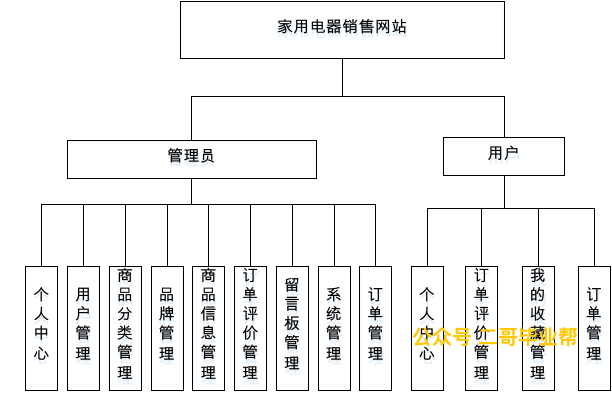 家用电器销售网站
管理员
用户
个人中心
用户管理
商品分类管理
品牌管理
商品信息管理
订单评价管理
留言板管理
系统管理
订单管理
个人中心
订单评价管理
我的收藏管理
订单管理
公众号 二哥毕业帮